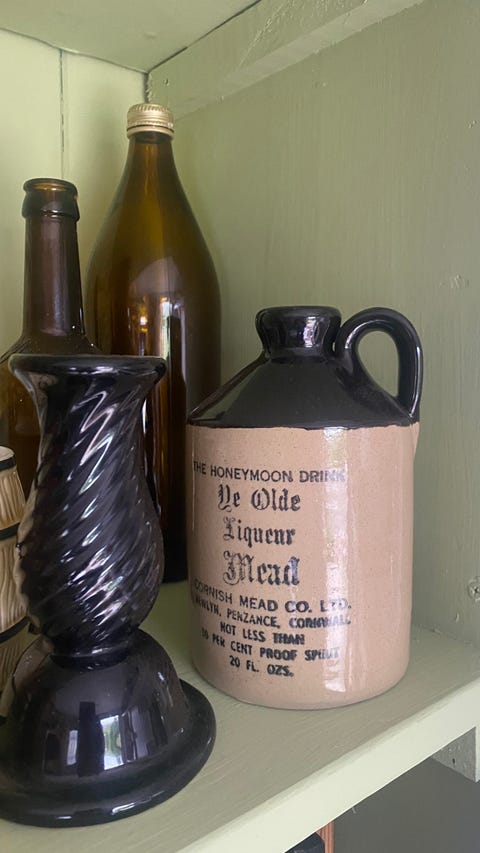 THE HONEYMOON DRINK
Ye Olde
Liqueur
Mead
CORNISH MEAD CO. LTD.
NEWLYN, PENZANCE, CORNWALL.
NOT LESS THAN
PER CENT PROOF SPIRIT
20 FL. OZS.